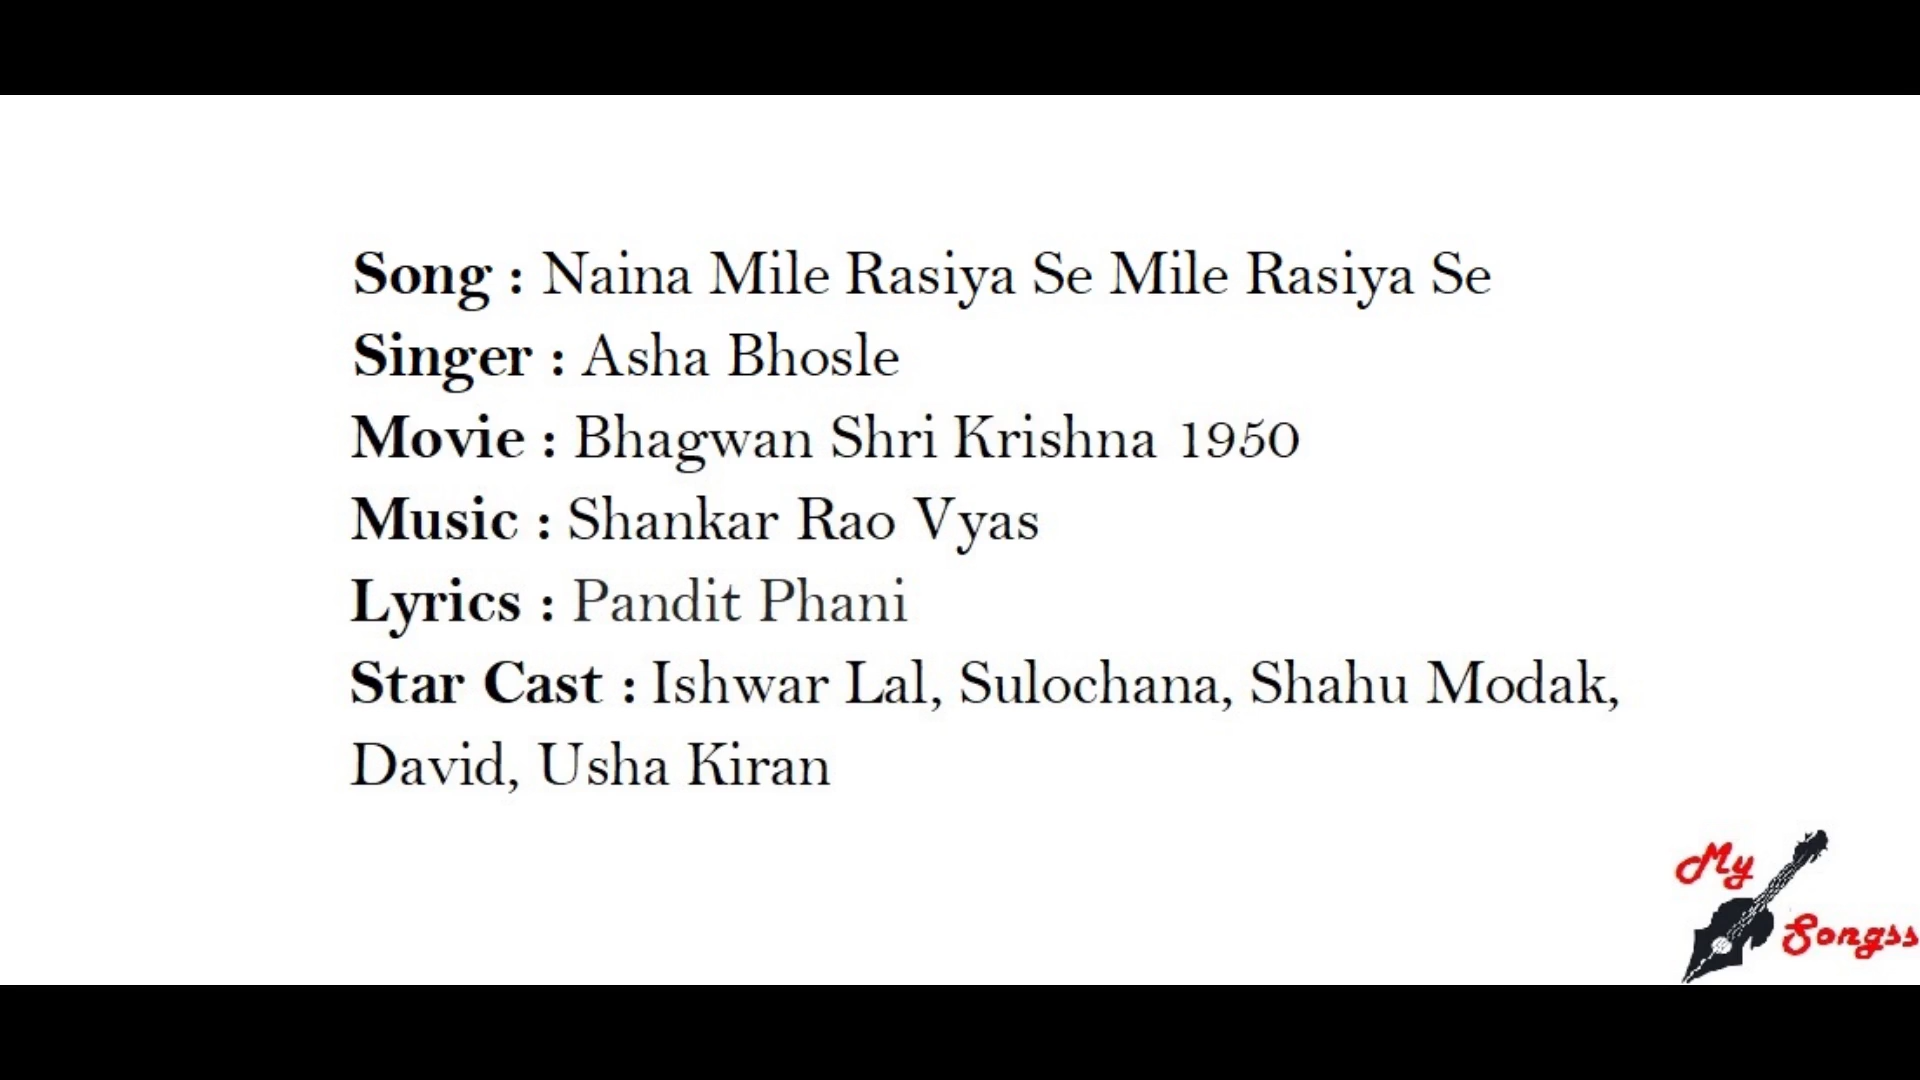 Song : Naina Mile Rasiya Se Mile Rasiya Se
Singer : Asha Bhosle
Movie : Bhagwan Shri Krishna 1950
Music : Shankar Rao Vyas
Lyrics : Pandit Phani
Star Cast : Ishwar Lal, Sulochana, Shahu Modak,
David, Usha Kiran
My
Songss